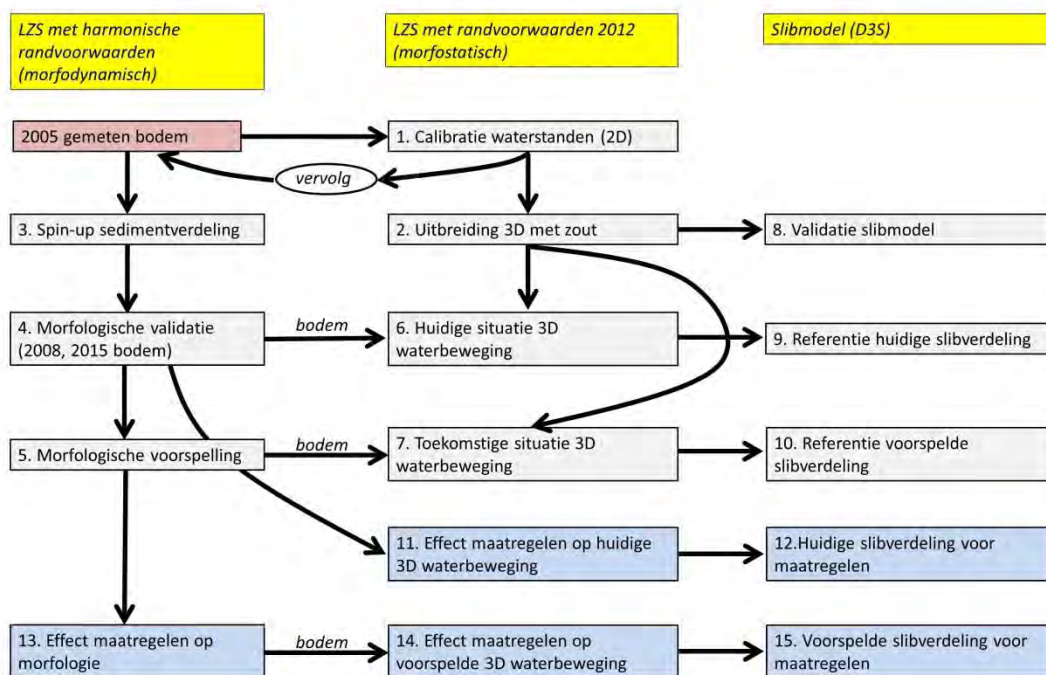 LZS met harmonische
randvoorwaarden
(morfodynamisch)
LZS met randvoorwaarden 2012
(morfostatisch)
Slibmodel (D3S)
2005 gemeten bodem
1. Calibratie waterstanden (2D)
vervolg
3. Spin-up sedimentverdeling
2. Uitbreiding 3D met zout
8. Validatie slibmodel
4. Morfologische validatie
(2008, 2015 bodem)
bodem
6. Huidige situatie 3D
waterbeweging
9. Referentie huidige slibverdeling
5. Morfologische voorspelling
bodem
7. Toekomstige situatie 3D
waterbeweging
10. Referentie voorspelde
slibverdeling
11. Effect maatregelen op huidige
3D waterbeweging
12.Huidige slibverdeling voor
maatregelen
13. Effect maatregelen op
morfologie
bodem
14. Effect maatregelen op
voorspelde 3D waterbeweging
15. Voorspelde slibverdeling voor
maatregelen